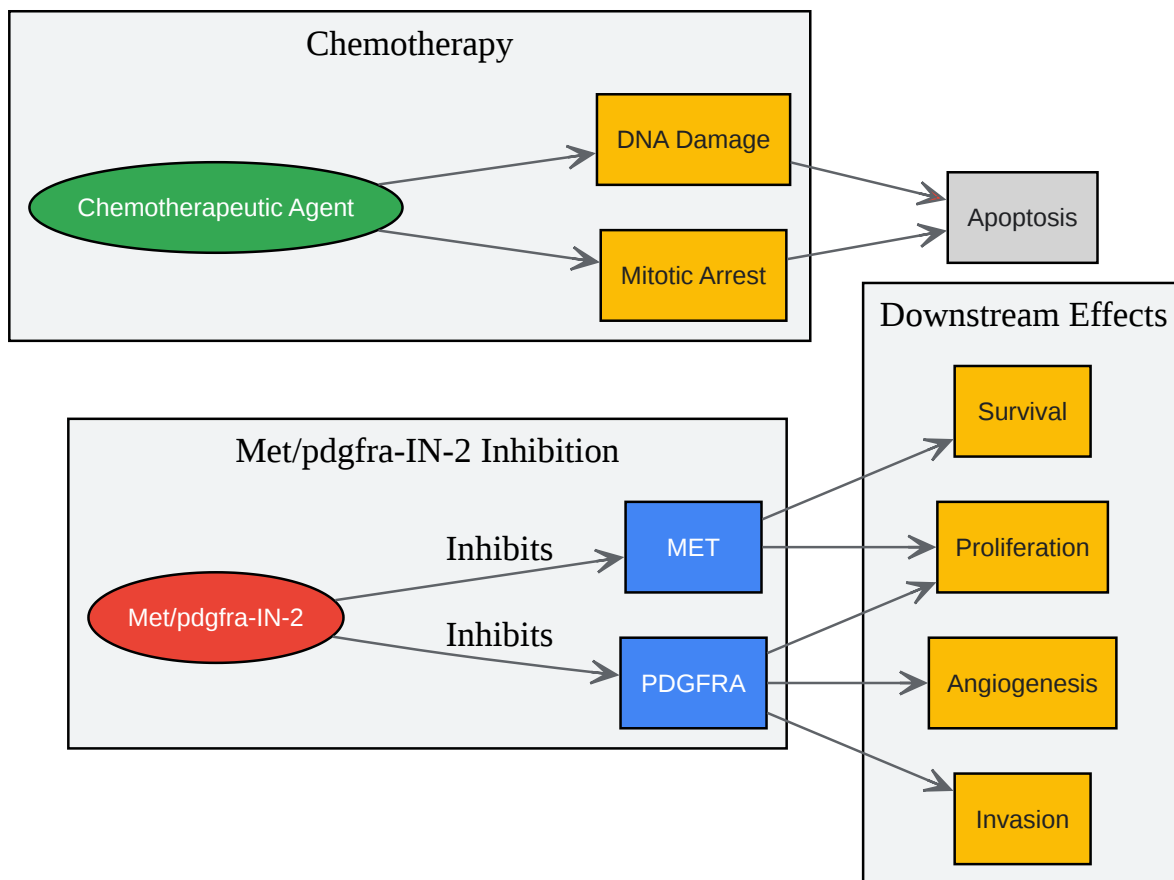 Chemotherapy
DNA Damage
Chemotherapeutic Agent
Apoptosis
Mitotic Arrest
Downstream Effects
Survival
Met/pdgfra-IN-2 Inhibition
Inhibits
MET
Proliferation
Met/pdgfra-IN-2
Inhibits
PDGFRA
Angiogenesis
Invasion